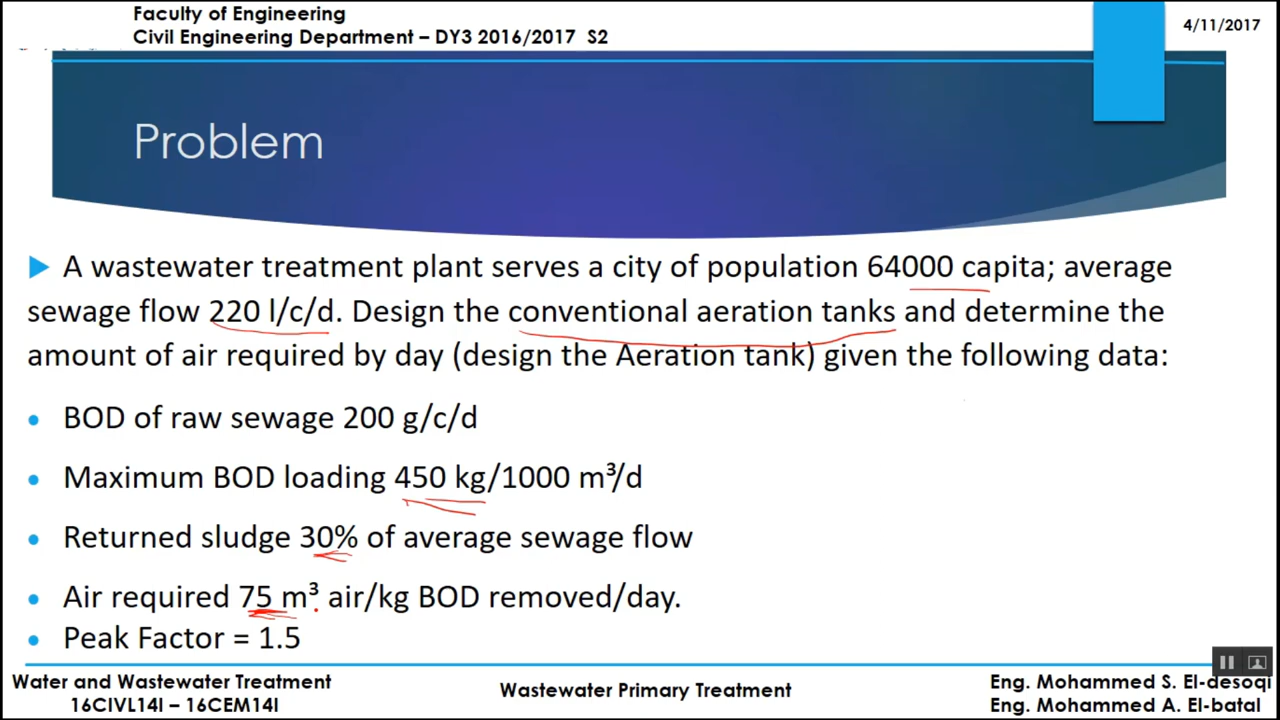 Faculty of Engineering
Civil Engineering Department – DY3 2016/2017 S2
4/11/2017
Problem
A wastewater treatment plant serves a city of population 64000 capita; average
sewage flow 220 l/c/d. Design the conventional aeration tanks and determine the
amount of air required by day (design the Aeration tank) given the following data:
• BOD of raw sewage 200 g/c/d
• Maximum BOD loading 450 kg/1000 m³/d
• Returned sludge 30% of average sewage flow
• Air required 75 m³ air/kg BOD removed/day.
• Peak Factor = 1.5
Water and Wastewater Treatment
16CIVL14I – 16CEM14I
Wastewater Primary Treatment
Eng. Mohammed S. El-desoqi
Eng. Mohammed A. El-batal